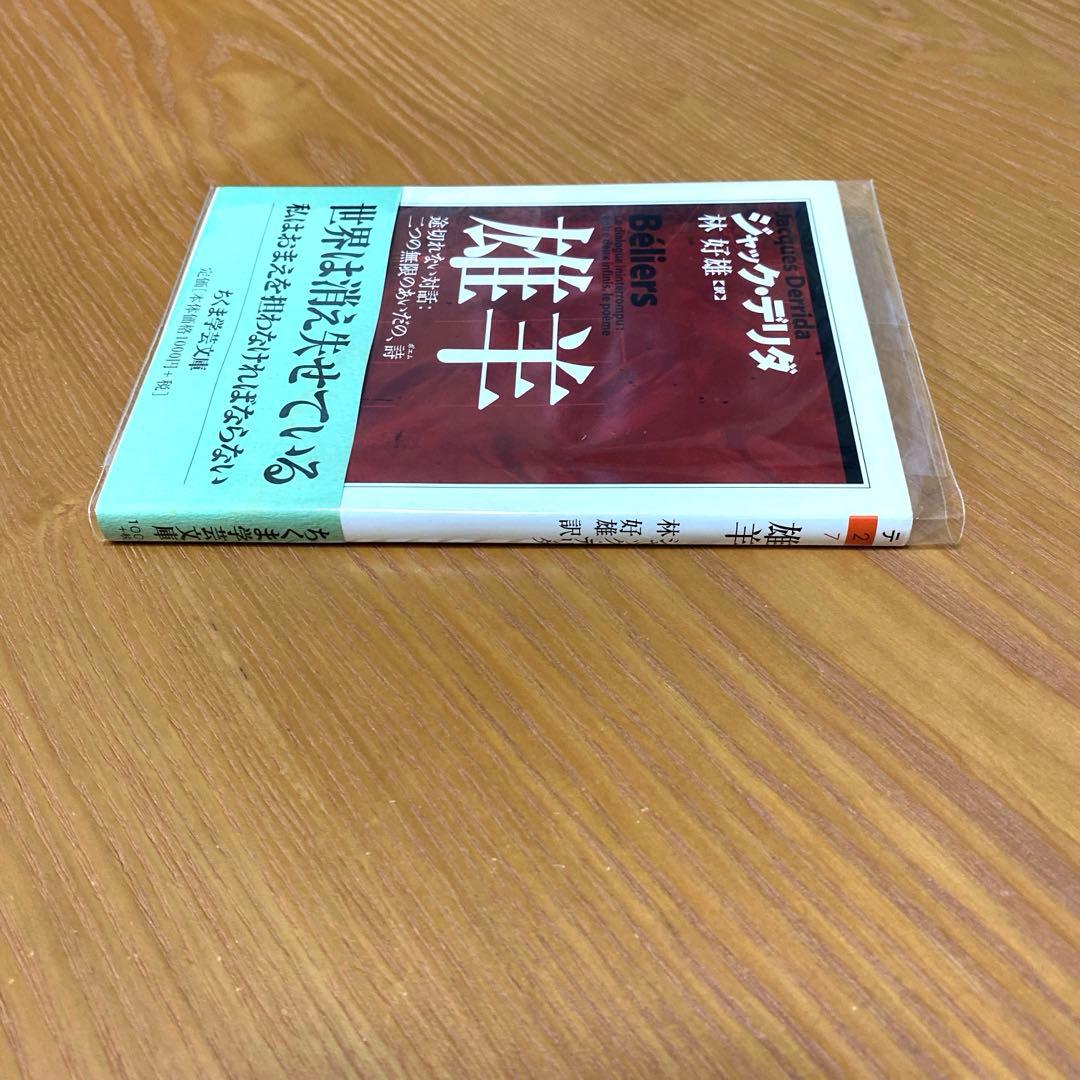 ジャック・デリダ
林 好雄【訳】
Jacques Derrida
Béliers
Le dialogue ininterrompu:
entre deux infinis, le poème
雄羊
途切れない対話:
二つの無限のあいだの、詩
ポエム
世界は消え失せている
私はおまえを担わなければならない
ちくま学芸文庫
定価[本体価格1000円+税]
テ
2
7
雄羊
林 好雄 訳
ちくま学芸文庫